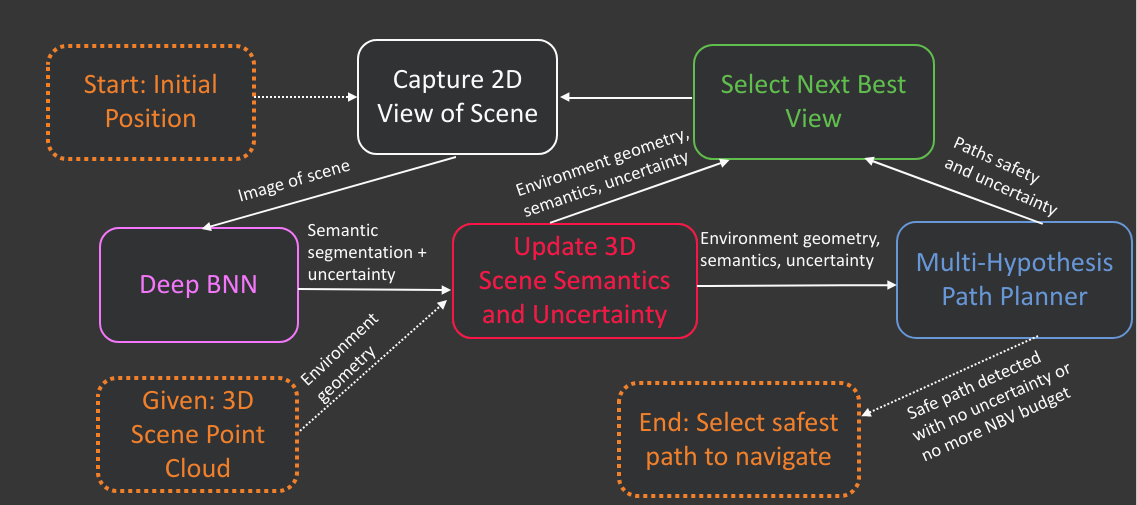 Start: Initial
Position
Capture 2D
View of Scene
Select Next Best
View
Image of scene
Environment geometry,
semantics, uncertainty
Paths safety
and uncertainty
Deep BNN
Semantic
segmentation +
uncertainty
Update 3D
Scene Semantics
and Uncertainty
Environment geometry,
semantics, uncertainty
Multi-Hypothesis
Path Planner
Environment
geometry
Given: 3D
Scene Point
Cloud
End: Select safest
path to navigate
Safe path detected
with no uncertainty or
no more NBV budget